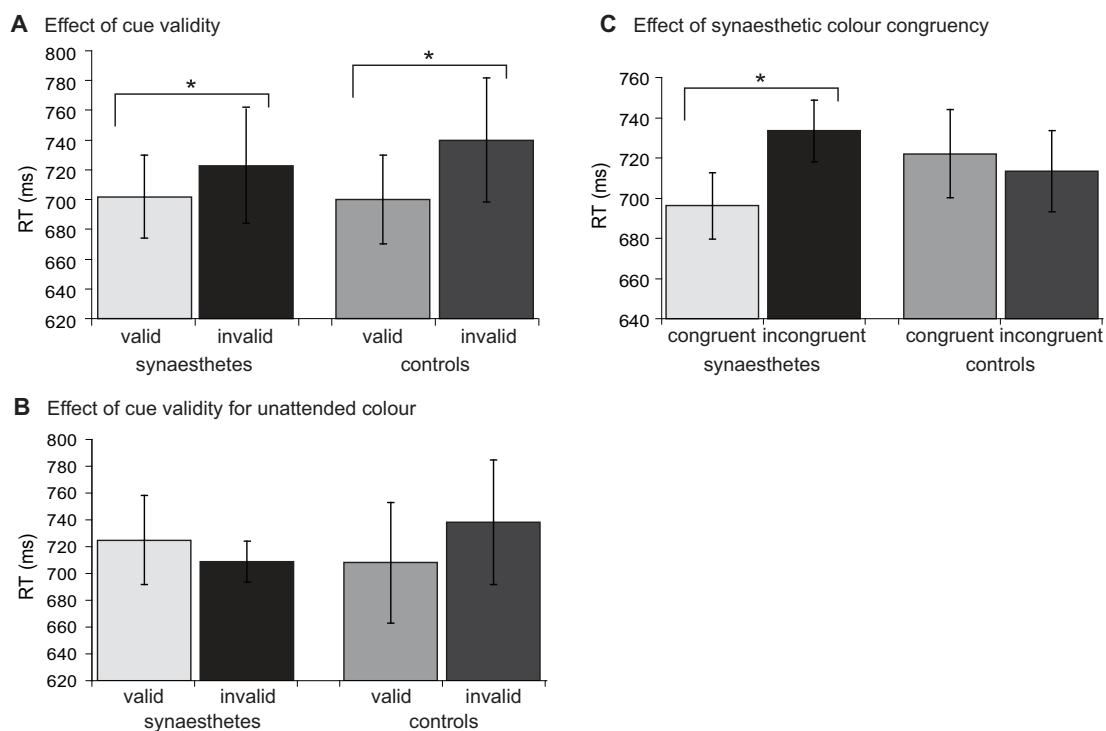 A Effect of cue validity
800
780
760
740
720
700
680
660
640
620
RT (ms)
* *
valid invalid valid invalid
synaesthetes controls
B Effect of cue validity for unattended colour
800
780
760
740
720
700
680
660
640
620
RT (ms)
valid invalid valid invalid
synaesthetes controls
C Effect of synaesthetic colour congruency
760
740
720
700
680
660
640
RT (ms)
*
congruent incongruent congruent incongruent
synaesthetes controls